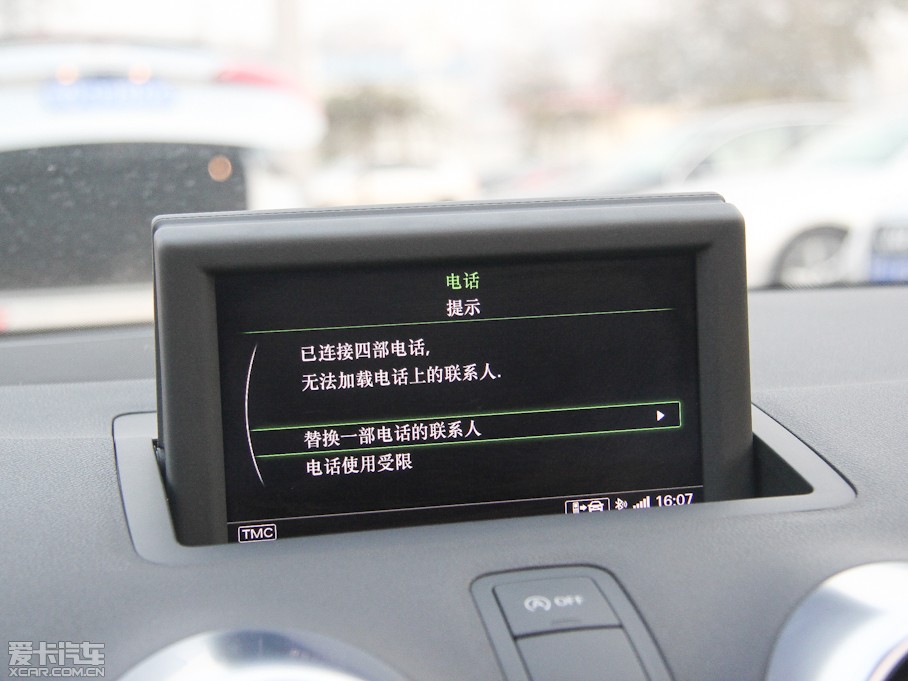 电话
提示
已连接四部电话,
无法加载电话上的联系人.
替换一部电话的联系人
电话使用受限
TMC
16:07
OFF
爱卡汽车
XCAR.COM.CN